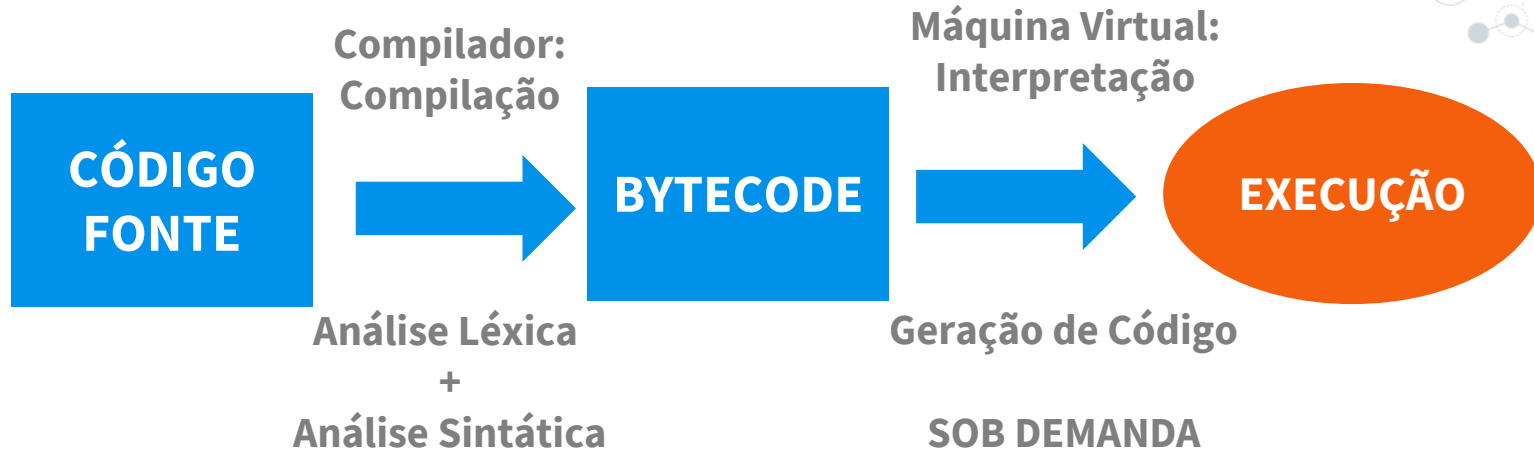 CÓDIGO
FONTE
Compilador:
Compilação
Análise Léxica
+
Análise Sintática
BYTECODE
Máquina Virtual:
Interpretação
Geração de Código
SOB DEMANDA
EXECUÇÃO